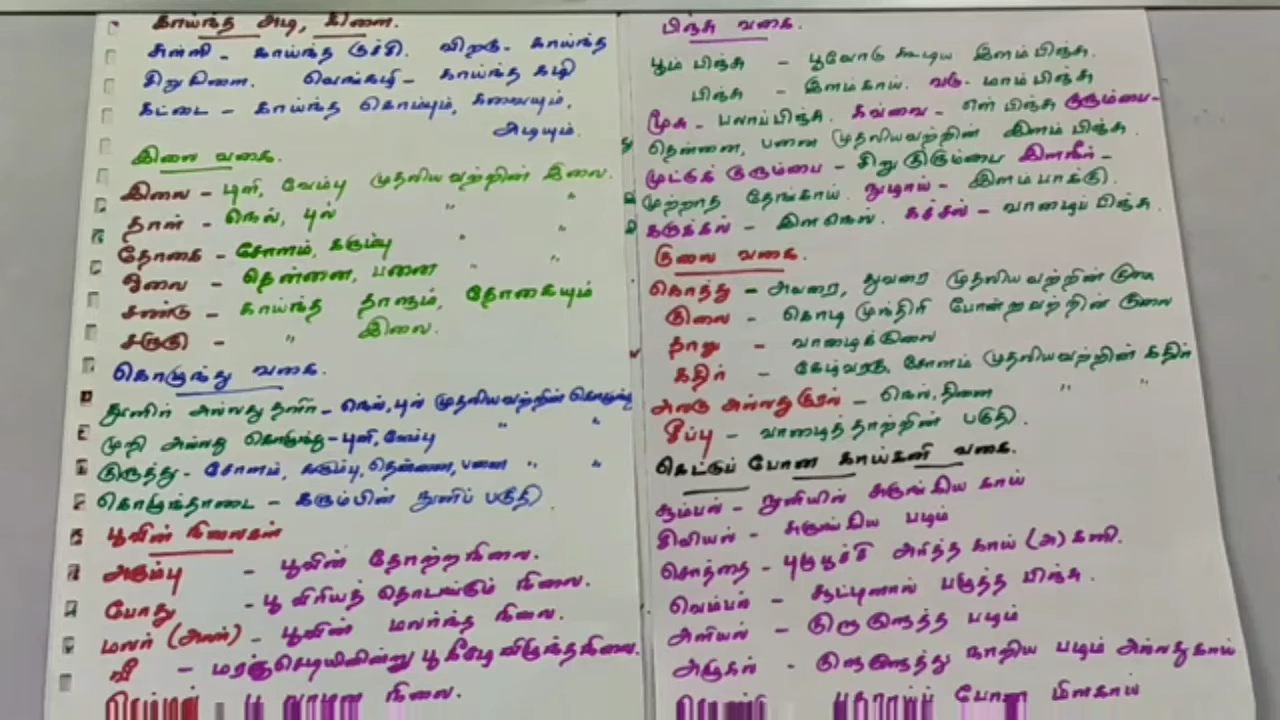 காய்ந்த அடி, கிளை.
சுள்ளி - காய்ந்த குச்சி. விறகு - காய்ந்த
சிறுகிளை. வெங்கழி - காய்ந்த கழி
கட்டை - காய்ந்த கொம்பும், கவையும்,
அடியும்.
இலை வகை.
இலை - புளி, வேம்பு முதலியவற்றின் இலை.
தாள் - நெல், புல் " "
தோகை - சோளம், கரும்பு " "
ஓலை - தென்னை, பனை " "
சண்டு - காய்ந்த தாளும், தோகையும்
சருகு - " இலை.
கொழுந்து வகை.
துளிர் அல்லது தளிர் - நெல், புல் முதலியவற்றின் கொழுந்து
முறி அல்லது கொழுந்து - புளி, வேம்பு " "
குருத்து - சோளம், கரும்பு, தென்னை, பனை " "
கொழுந்தாடை - கரும்பின் நுனிப் பகுதி
பூவின் நிலைகள்
அரும்பு - பூவின் தோற்றநிலை.
போது - பூ விரியத் தொடங்கும் நிலை.
மலர் (அலர்) - பூவின் மலர்ந்த நிலை.
வீ - மரஞ்செடியினின்று பூ கீழே விழுந்தநிலை.
செம்மல் - பூ வாடின நிலை.
பிஞ்சு வகை.
பூம் பிஞ்சு - பூவோடு கூடிய இளம்பிஞ்சு.
பிஞ்சு - இளம்காய். வடு - மாம்பிஞ்சு
மூசு - பலாப்பிஞ்சு. கவ்வை - எள் பிஞ்சு குரும்பை -
தென்னை, பனை முதலியவற்றின் இளம் பிஞ்சு.
முட்டுக் குரும்பை - சிறு குரும்பை இளநீர் -
முற்றாத தேங்காய். நுழாய் - இளம்பாக்கு.
கருக்கல் - இளநெல். கச்சல் - வாழைப் பிஞ்சு.
குலை வகை.
கொத்து - அவரை, துவரை முதலியவற்றின் குலை
குலை - கொடி முந்திரி போன்றவற்றின் குலை
தாறு - வாழைக்குலை
கதிர் - கேழ்வரகு, சோளம் முதலியவற்றின் கதிர்
அலகு அல்லது குரல் - நெல், தினை " "
சீப்பு - வாழைத்தாற்றின் பகுதி.
கெட்டுப் போன காய்கனி வகை.
சூம்பல் - நுனியில் சுருங்கிய காய்
சிவியல் - சுருங்கிய பழம்
சொத்தை - புழுபூச்சி அரித்த காய் (அ) கனி.
வெம்பல் - சூட்டினால் பழுத்த பிஞ்சு.
அளியல் - குளுகுளுத்த பழம்
அழுகல் - குளுகுளுத்து நாறிய பழம் அல்லது காய்
போன மிளகாய்